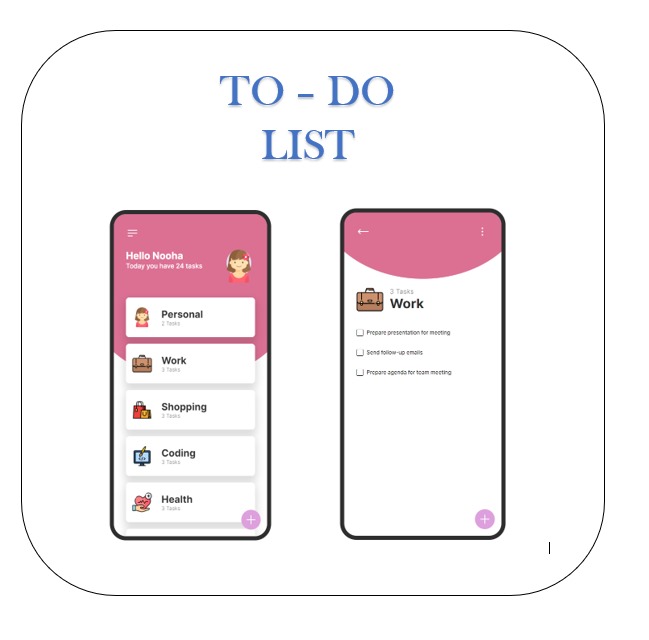 TO – DO
LIST
Hello Nooha
Today you have 24 tasks
Personal
2 Tasks
Work
3 Tasks
Shopping
3 Tasks
Coding
3 Tasks
Health
3 Tasks
3 Tasks
Work
Prepare presentation for meeting
Send follow-up emails
Prepare agenda for team meeting